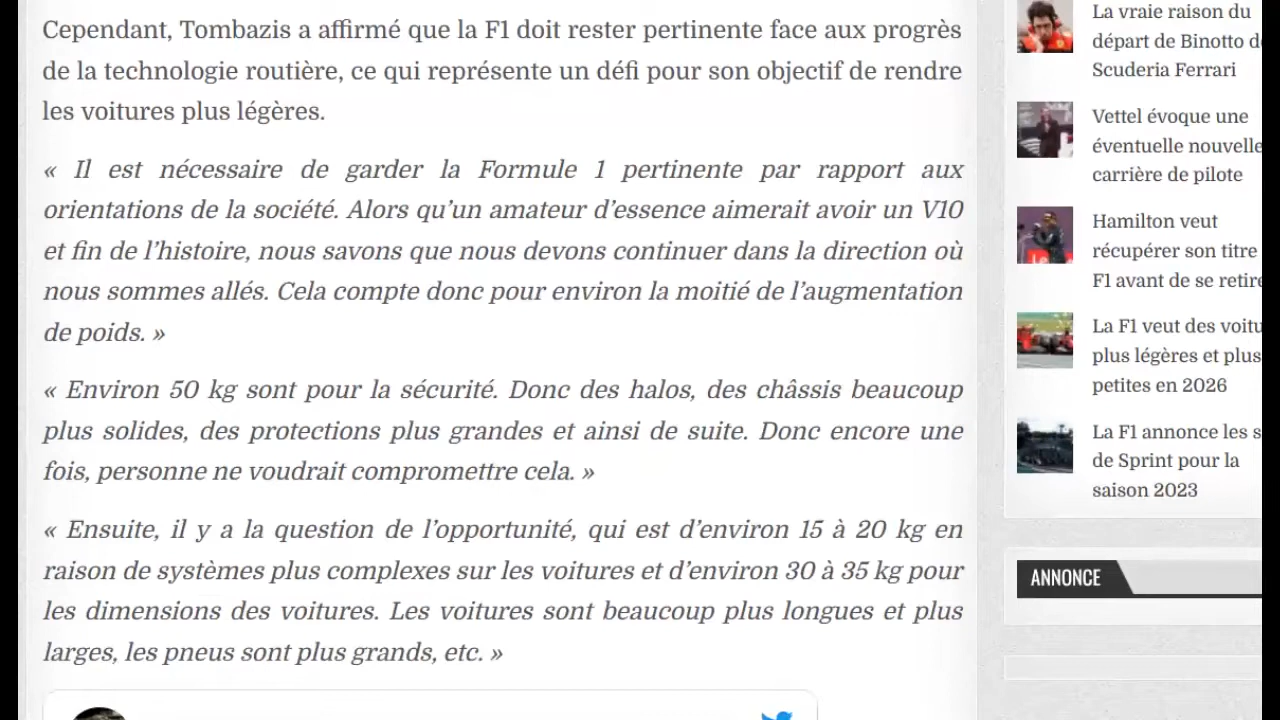 Cependant, Tombazis a affirmé que la F1 doit rester pertinente face aux progrès
de la technologie routière, ce qui représente un défi pour son objectif de rendre
les voitures plus légères.
« Il est nécessaire de garder la Formule 1 pertinente par rapport aux
orientations de la société. Alors qu’un amateur d’essence aimerait avoir un V10
et fin de l’histoire, nous savons que nous devons continuer dans la direction où
nous sommes allés. Cela compte donc pour environ la moitié de l’augmentation
de poids. »
« Environ 50 kg sont pour la sécurité. Donc des halos, des châssis beaucoup
plus solides, des protections plus grandes et ainsi de suite. Donc encore une
fois, personne ne voudrait compromettre cela. »
« Ensuite, il y a la question de l’opportunité, qui est d’environ 15 à 20 kg en
raison de systèmes plus complexes sur les voitures et d’environ 30 à 35 kg pour
les dimensions des voitures. Les voitures sont beaucoup plus longues et plus
larges, les pneus sont plus grands, etc. »
La vraie raison du
départ de Binotto d
Scuderia Ferrari
Vettel évoque une
éventuelle nouvelle
carrière de pilote
Hamilton veut
récupérer son titre
F1 avant de se retire
La F1 veut des voitu
plus légères et plus
petites en 2026
La F1 annonce les s
de Sprint pour la
saison 2023
ANNONCE